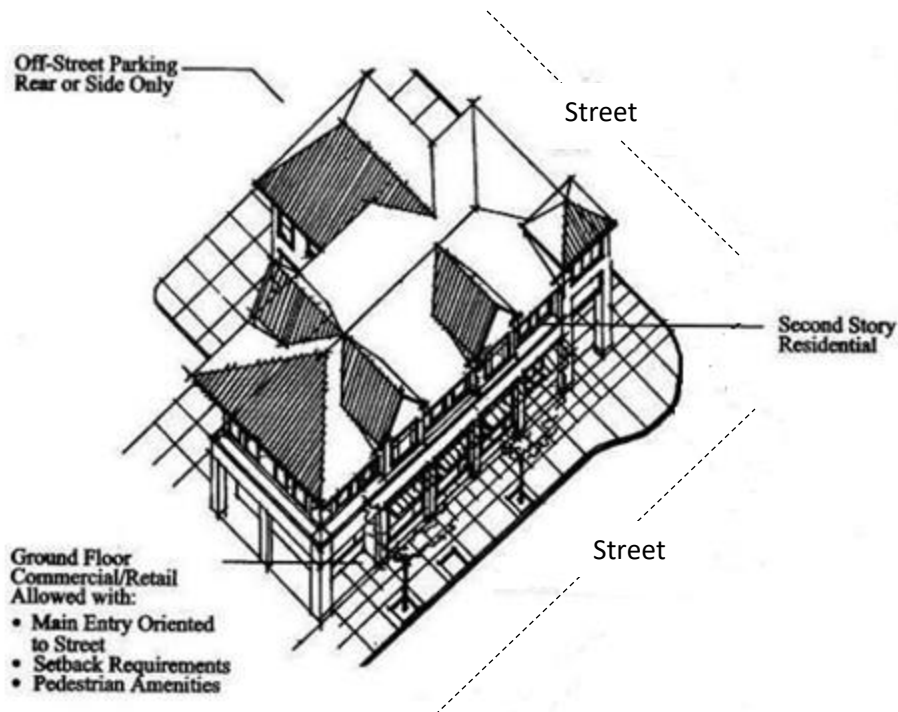 Off-Street Parking
Rear or Side Only
Street
Second Story
Residential
Street
Ground Floor
Commercial/Retail
Allowed with:
• Main Entry Oriented
to Street
• Setback Requirements
• Pedestrian Amenities